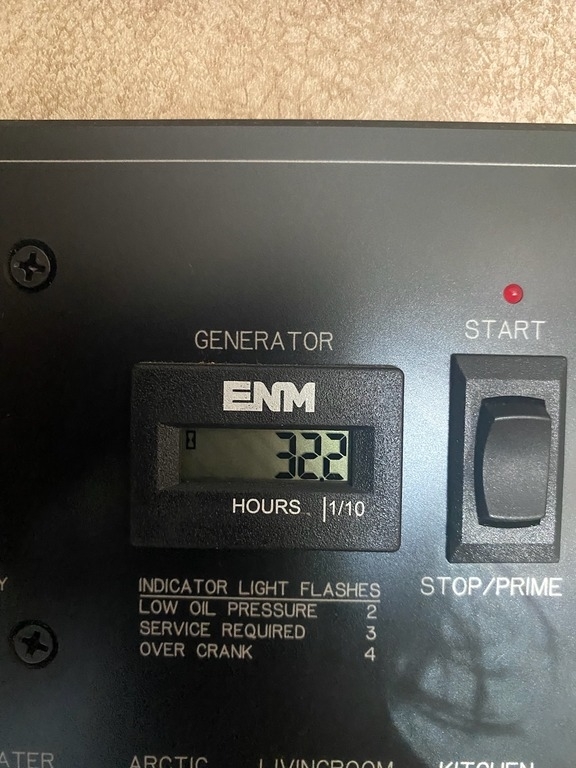 START
GENERATOR
ENM
32.2
HOURS 1/10
STOP/PRIME
INDICATOR LIGHT FLASHES
LOW OIL PRESSURE 2
SERVICE REQUIRED 3
OVER CRANK 4
ARCTIC LIVINGROOM KITCHEN